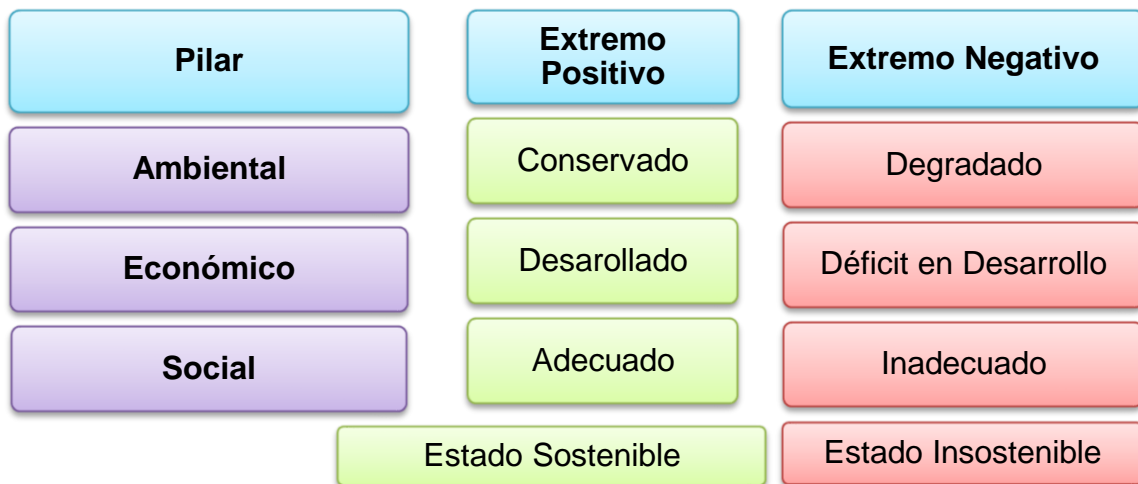 Pilar
Extremo
Positivo
Extremo Negativo
Ambiental
Conservado
Degradado
Económico
Desarollado
Déficit en Desarrollo
Social
Adecuado
Inadecuado
Estado Sostenible
Estado Insostenible